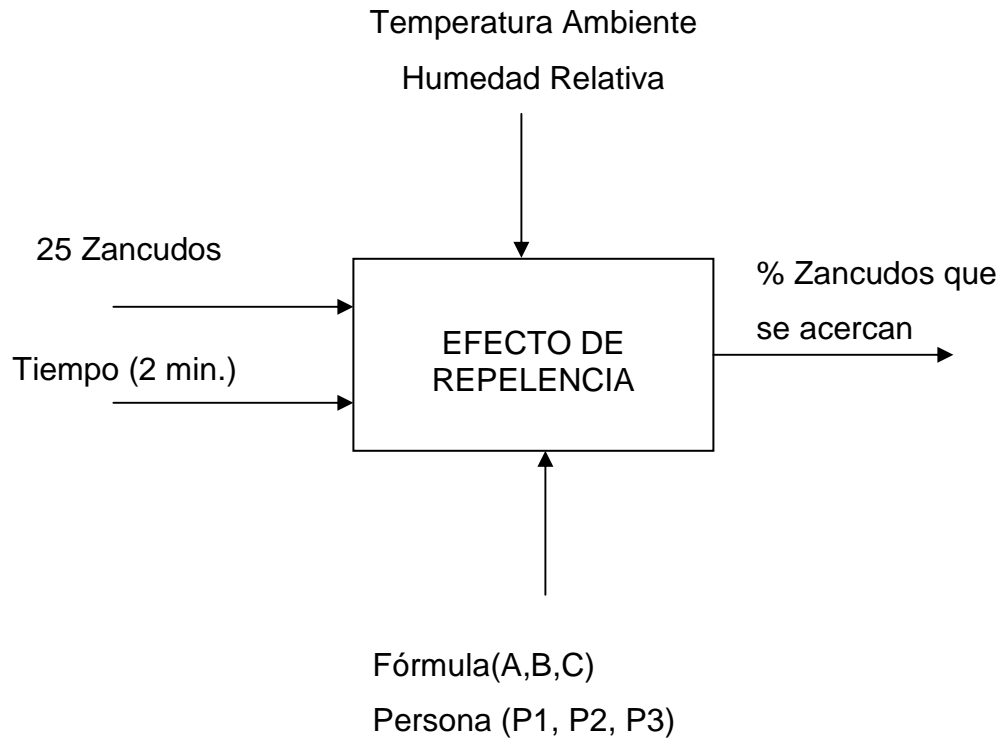 Temperatura Ambiente
Humedad Relativa
25 Zancudos
Tiempo (2 min.)
EFECTO DE
REPELENCIA
% Zancudos que
se acercan
Fórmula(A,B,C)
Persona (P1, P2, P3)